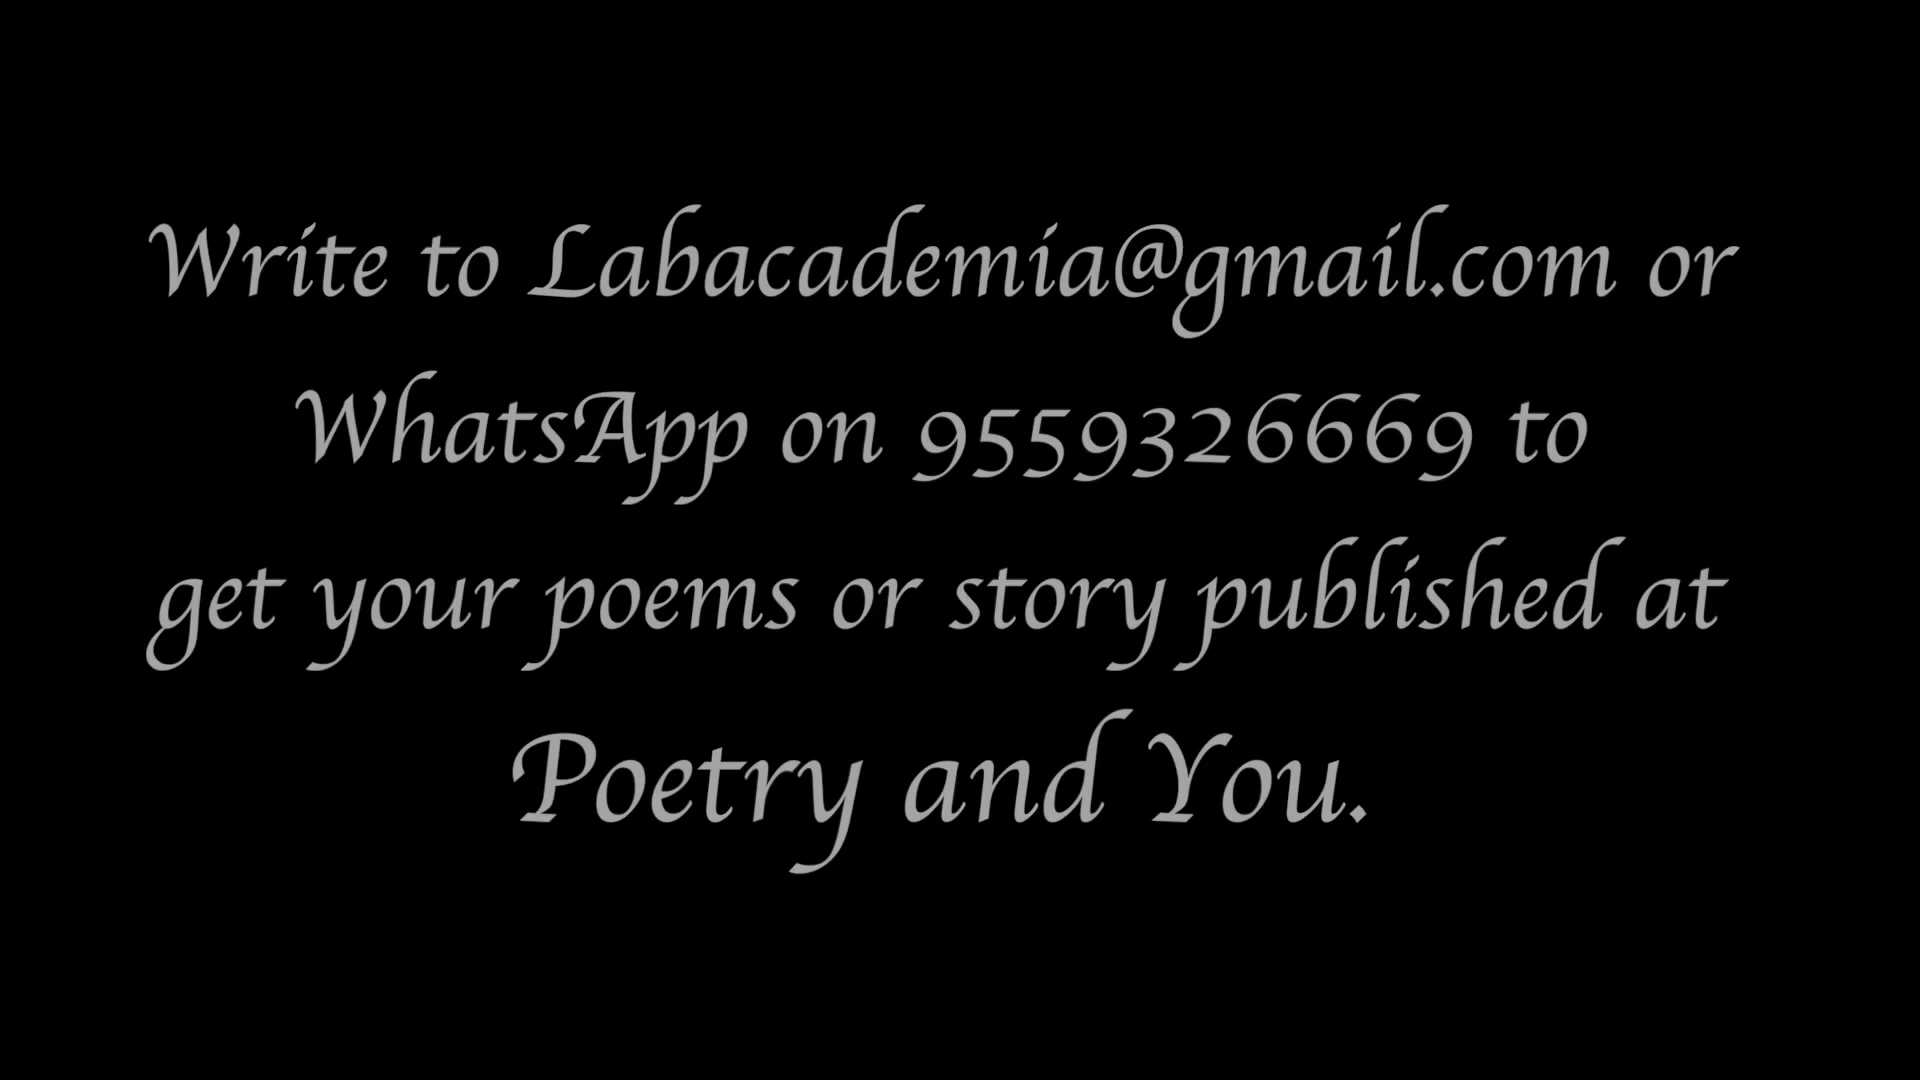 Write to Labacademia@gmail.com or
WhatsApp on 9559326669 to
get your poems or story published at
Poetry and You.